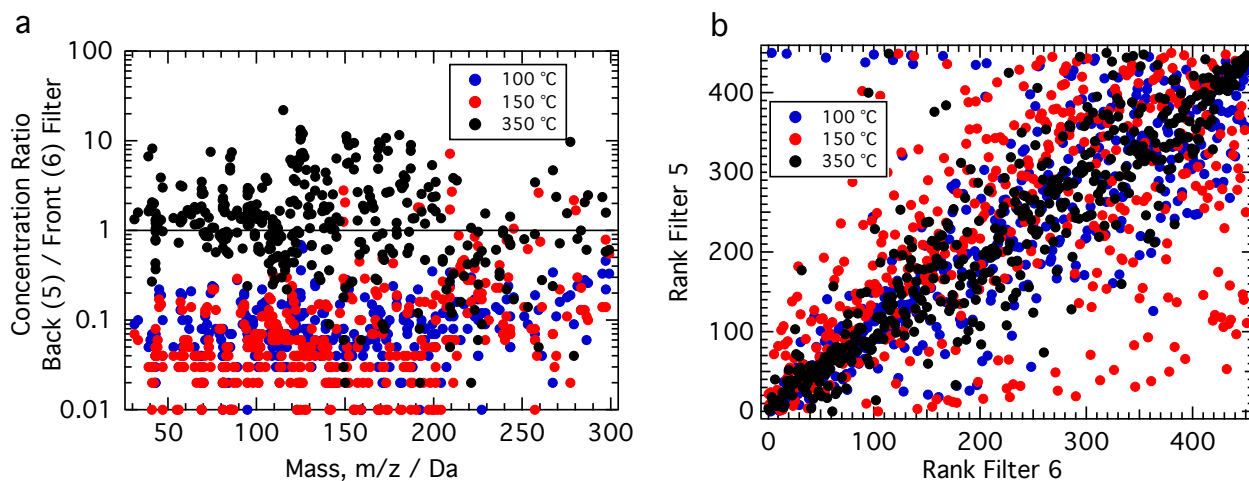 a
Concentration Ratio
Back (5) / Front (6) Filter
100
10
1
0.1
0.01
50
100
150
200
250
300
Mass, m/z / Da
100 °C
150 °C
350 °C
b
Rank Filter 5
400
300
200
100
0
0
100
200
300
400
Rank Filter 6
100 °C
150 °C
350 °C